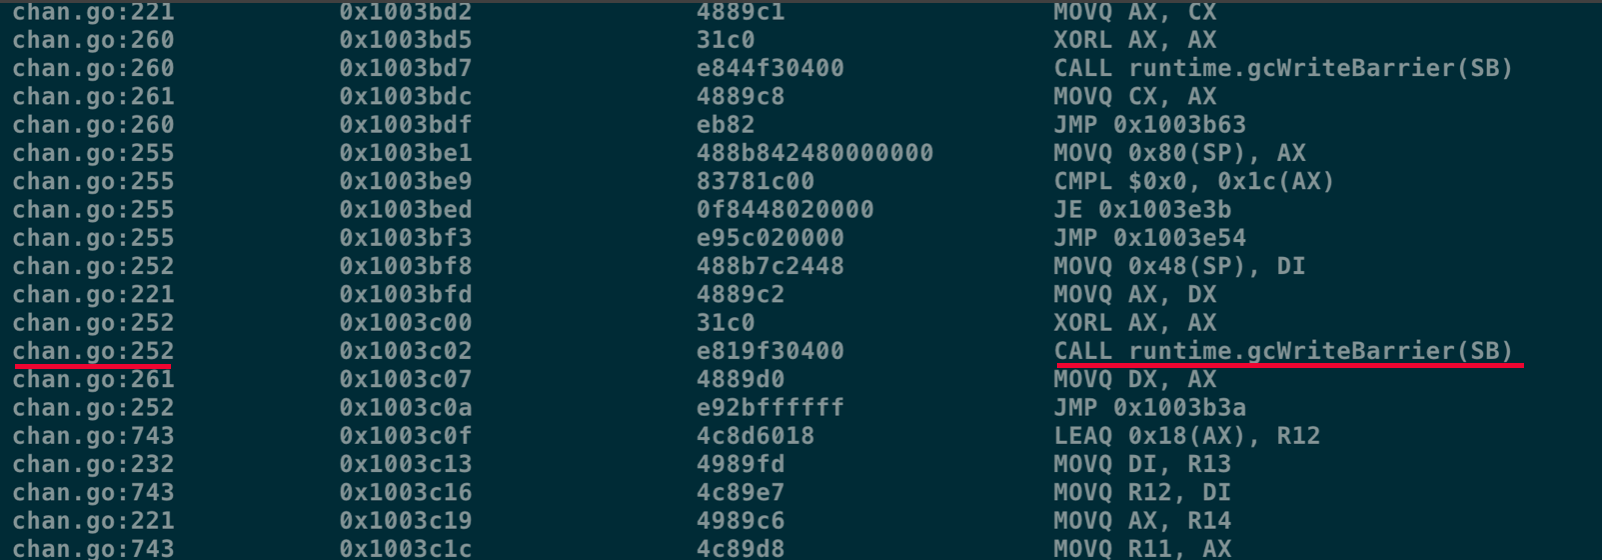 chan.go:221 0x1003bd2 4889c1 MOVQ AX, CX
chan.go:260 0x1003bd5 31c0 XORL AX, AX
chan.go:260 0x1003bd7 e844f30400 CALL runtime.gcWriteBarrier(SB)
chan.go:261 0x1003bdc 4889c8 MOVQ CX, AX
chan.go:260 0x1003bdf eb82 JMP 0x1003b63
chan.go:255 0x1003be1 488b842480000000 MOVQ 0x80(SP), AX
chan.go:255 0x1003be9 83781c00 CMPL $0x0, 0x1c(AX)
chan.go:255 0x1003bed 0f8448020000 JE 0x1003e3b
chan.go:255 0x1003bf3 e95c020000 JMP 0x1003e54
chan.go:252 0x1003bf8 488b7c2448 MOVQ 0x48(SP), DI
chan.go:221 0x1003bfd 4889c2 MOVQ AX, DX
chan.go:252 0x1003c00 31c0 XORL AX, AX
chan.go:252 0x1003c02 e819f30400 CALL runtime.gcWriteBarrier(SB)
chan.go:261 0x1003c07 4889d0 MOVQ DX, AX
chan.go:252 0x1003c0a e92bffffff JMP 0x1003b3a
chan.go:743 0x1003c0f 4c8d6018 LEAQ 0x18(AX), R12
chan.go:232 0x1003c13 4989fd MOVQ DI, R13
chan.go:743 0x1003c16 4c89e7 MOVQ R12, DI
chan.go:221 0x1003c19 4989c6 MOVQ AX, R14
chan.go:743 0x1003c1c 4c89d8 MOVQ R11, AX